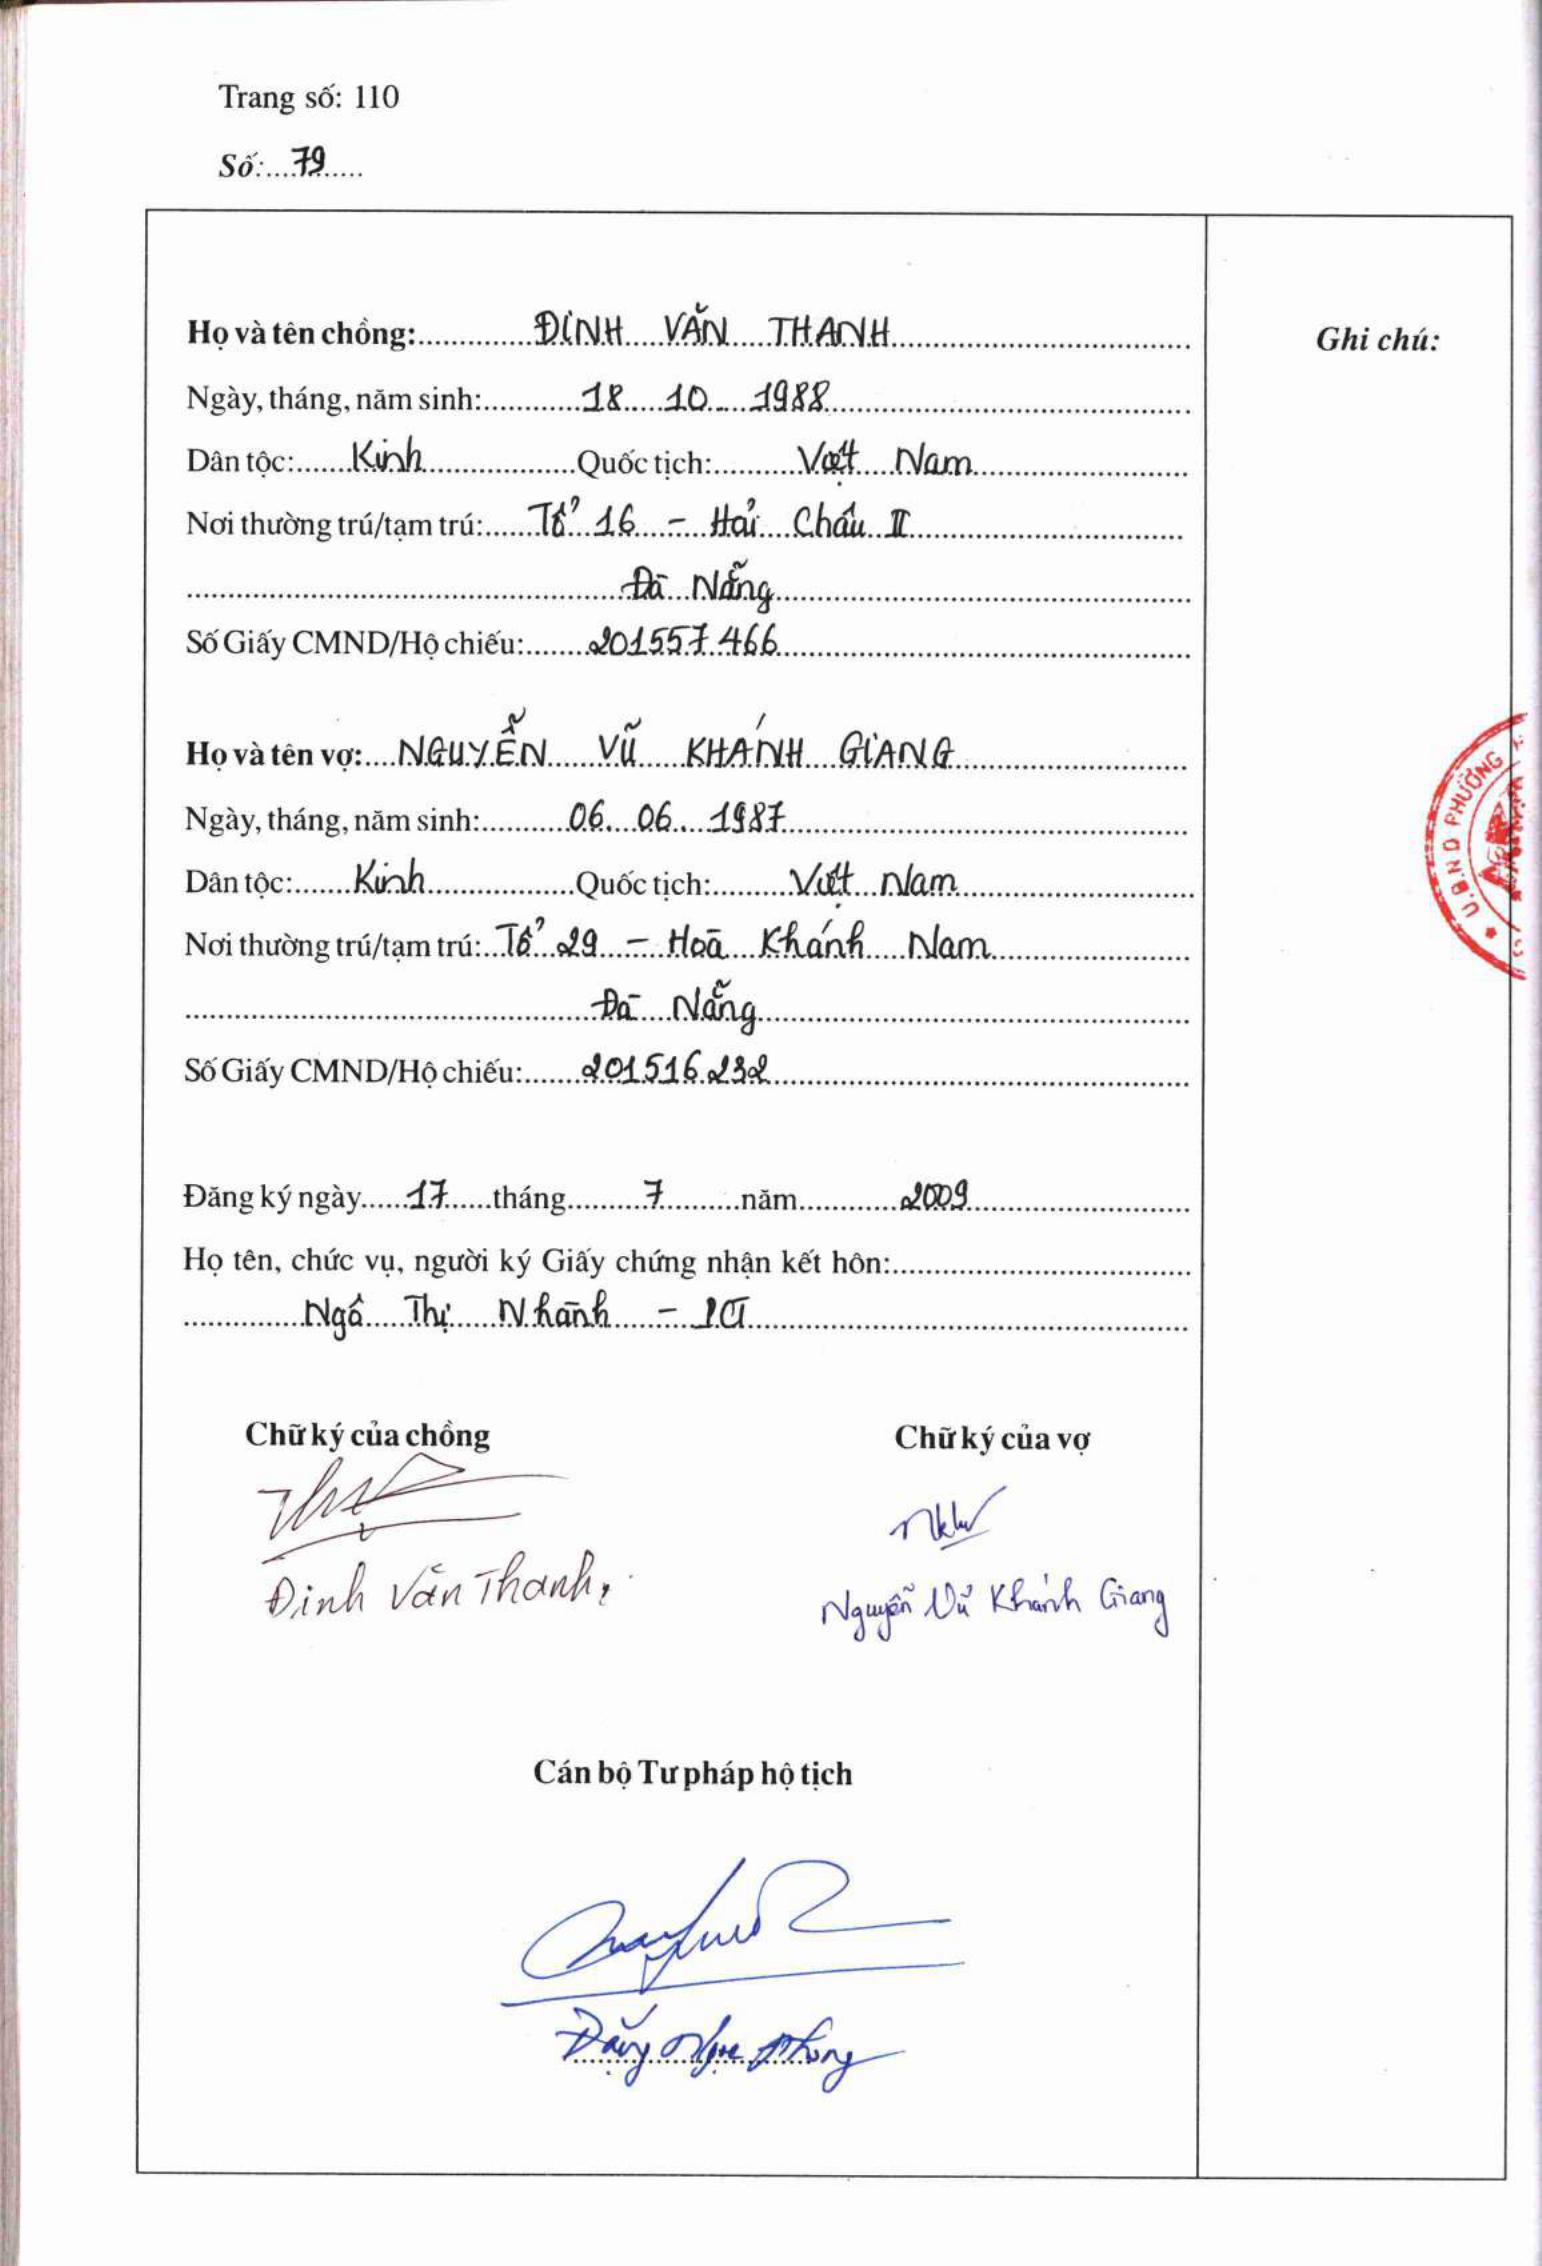 Trang số: 110
Số: 79
Họ và tên chồng: ĐINH VĂN THANH
Ghi chú:
Ngày, tháng, năm sinh: 18 10 1988
Dân tộc: Kinh Quốc tịch: Việt Nam
Nơi thường trú/tạm trú: Tổ 16 - Hải Châu II
Đà Nẵng
Số Giấy CMND/Hộ chiếu: 201557466
Họ và tên vợ: NGUYỄN VŨ KHÁNH GIANG
Ngày, tháng, năm sinh: 06 06 1987
Dân tộc: Kinh Quốc tịch: Việt Nam
Nơi thường trú/tạm trú: Tổ 29 - Hoà Khánh Nam
Đà Nẵng
Số Giấy CMND/Hộ chiếu: 201516232
U.B.N.D PHƯỜNG
Đăng ký ngày 17 tháng 7 năm 2009
Họ tên, chức vụ, người ký Giấy chứng nhận kết hôn:
Ngô Thị Nhành -
Chữ ký của chồng
Chữ ký của vợ
Đinh Văn Thanh
Nguyễn Vũ Khánh Giang
Cán bộ Tư pháp hộ tịch
Đặng Ngọc Phong